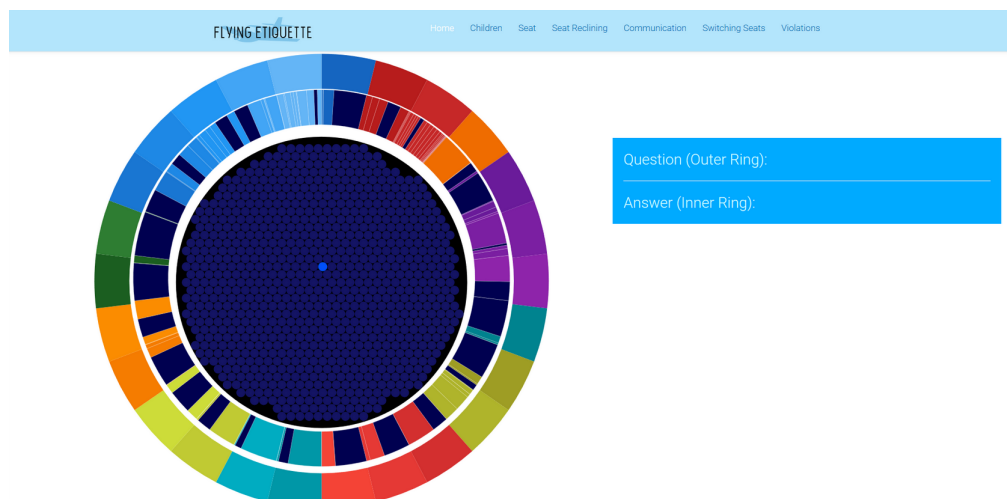 FLYING ETIQUETTE
Home Children Seat Seat Reclining Communication Switching Seats Violations
Question (Outer Ring):
Answer (Inner Ring):